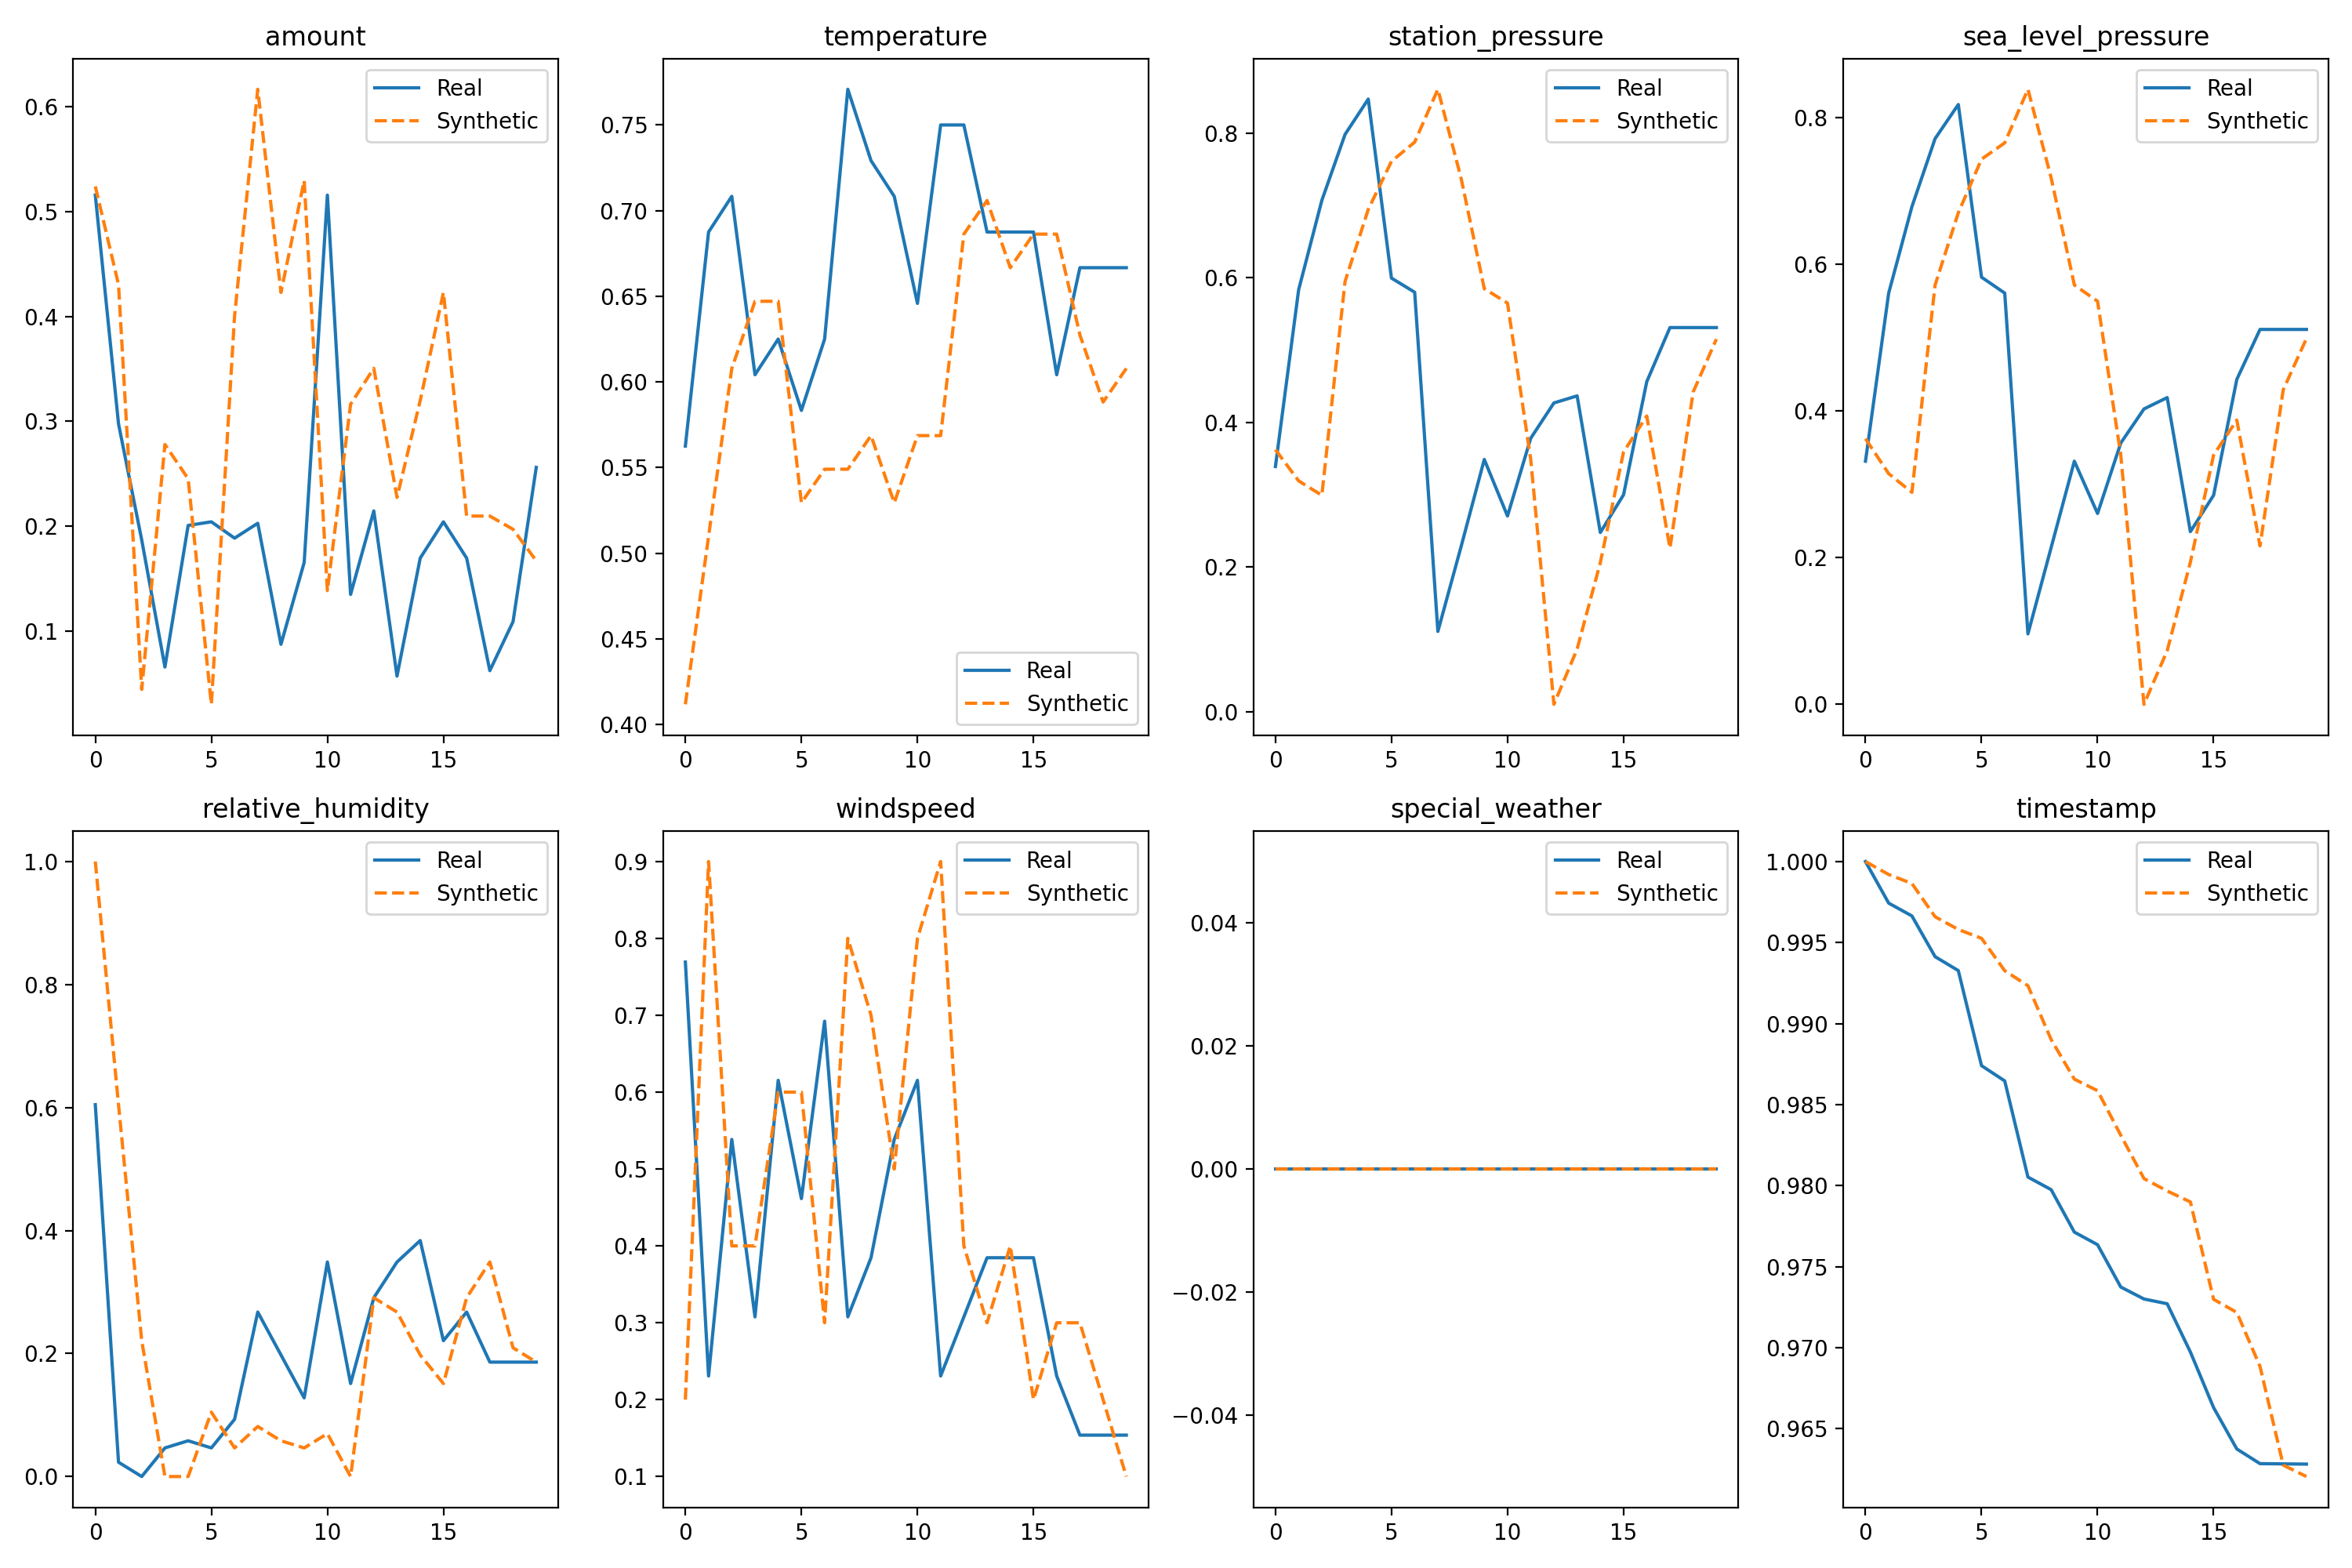 amount
Real
Synthetic
0.6
0.5
0.4
0.3
0.2
0.1
0 5 10 15
temperature
0.75
0.70
0.65
0.60
0.55
0.50
0.45
0.40
Real
Synthetic
0 5 10 15
station_pressure
Real
Synthetic
0.8
0.6
0.4
0.2
0.0
0 5 10 15
sea_level_pressure
Real
Synthetic
0.8
0.6
0.4
0.2
0.0
0 5 10 15
relative_humidity
Real
Synthetic
1.0
0.8
0.6
0.4
0.2
0.0
0 5 10 15
windspeed
Real
Synthetic
0.9
0.8
0.7
0.6
0.5
0.4
0.3
0.2
0.1
0 5 10 15
special_weather
Real
Synthetic
0.04
0.02
0.00
−0.02
−0.04
0 5 10 15
timestamp
Real
Synthetic
1.000
0.995
0.990
0.985
0.980
0.975
0.970
0.965
0 5 10 15